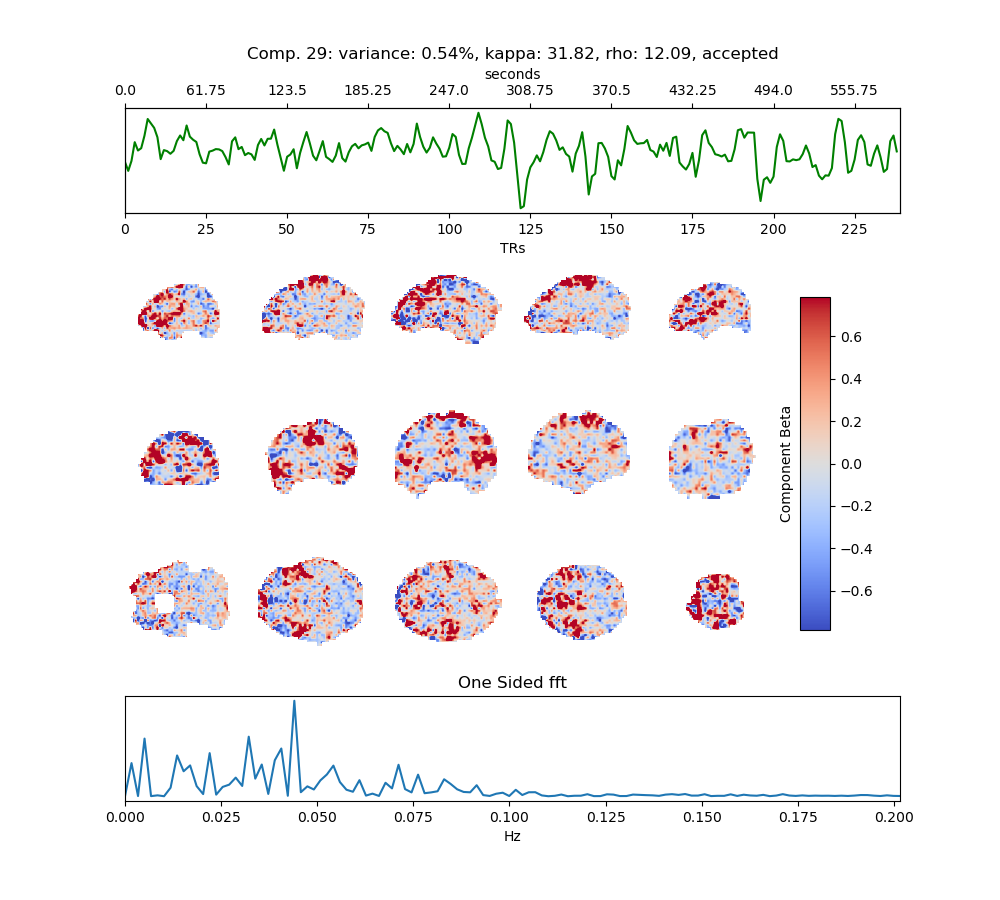 Comp. 29: variance: 0.54%, kappa: 31.82, rho: 12.09, accepted
seconds
0.0 61.75 123.5 185.25 247.0 308.75 370.5 432.25 494.0 555.75
0 25 50 75 100 125 150 175 200 225
TRs
0.6
0.4
0.2
0.0
−0.2
−0.4
−0.6
Component Beta
One Sided fft
0.000 0.025 0.050 0.075 0.100 0.125 0.150 0.175 0.200
Hz